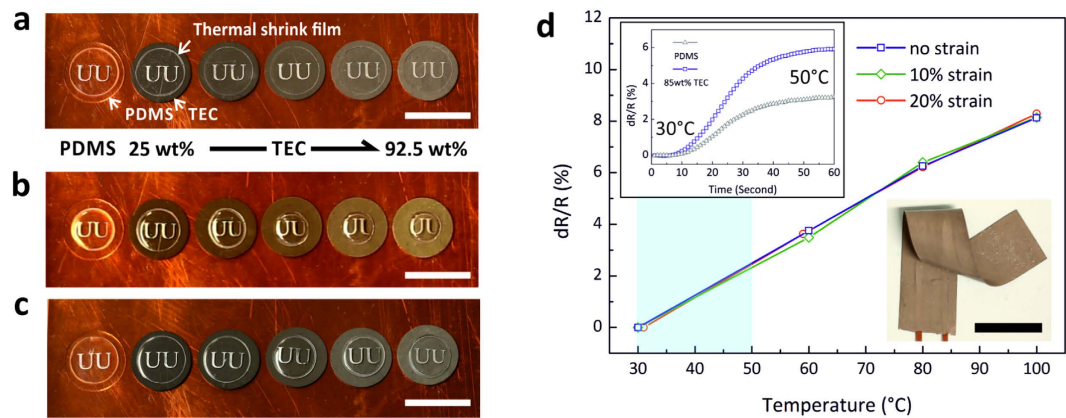 a
Thermal shrink film
UU UU UU UU UU UU
PDMS TEC
PDMS 25 wt% TEC 92.5 wt%
b
UU UU UU UU UU UU
c
UU UU UU UU UU UU
d
12
10
8
6
4
2
0
dR/R (%)
30 40 50 60 70 80 90 100
Temperature (°C)
no strain
10% strain
20% strain
6
4
2
0
dR/R (%)
PDMS
85wt% TEC
50°C
30°C
0 10 20 30 40 50 60
Time (Second)